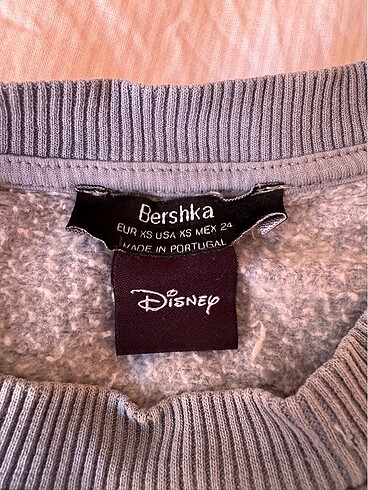 Bershka
EUR XS USA XS MEX 24
MADE IN PORTUGAL
Disney